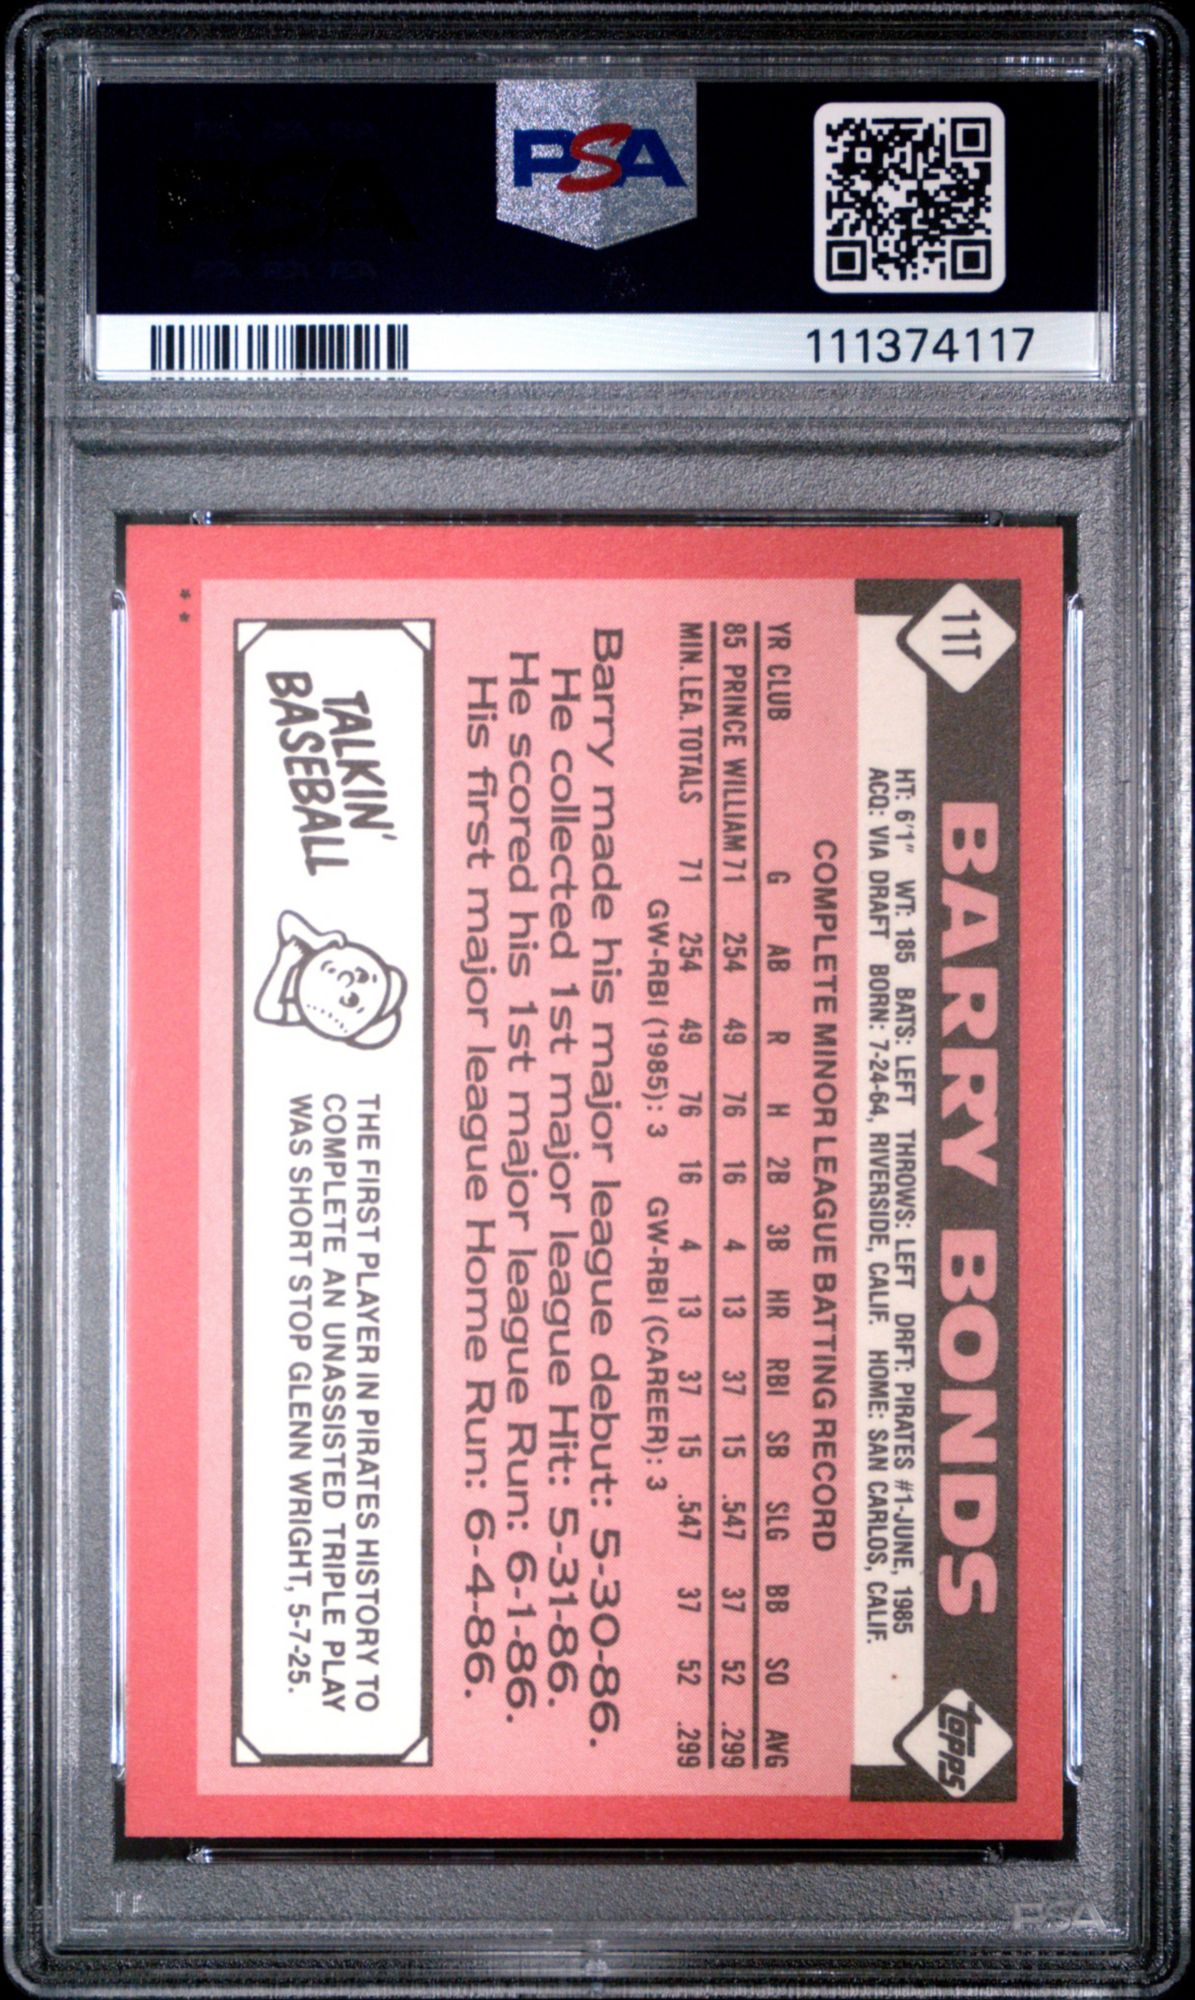 PSA
111374117
11T
BARRY BONDS
topps
HT: 6'1" WT: 185 BATS: LEFT THROWS: LEFT DRFT: PIRATES #1-JUNE, 1985
ACQ: VIA DRAFT BORN: 7-24-64, RIVERSIDE, CALIF. HOME: SAN CARLOS, CALIF.
COMPLETE MINOR LEAGUE BATTING RECORD
YR CLUB G AB R H 2B 3B HR RBI SB SLG BB SO AVG
85 PRINCE WILLIAM 71 254 49 76 16 4 13 37 15 .547 37 52 .299
MIN. LEA. TOTALS 71 254 49 76 16 4 13 37 15 .547 37 52 .299
GW-RBI (1985): 3 GW-RBI (CAREER): 3
Barry made his major league debut: 5-30-86.
He collected 1st major league Hit: 5-31-86.
He scored his 1st major league Run: 6-1-86.
His first major league Home Run: 6-4-86.
TALKIN'
BASEBALL
THE FIRST PLAYER IN PIRATES HISTORY TO
COMPLETE AN UNASSISTED TRIPLE PLAY
WAS SHORT STOP GLENN WRIGHT, 5-7-25.
**
PSA